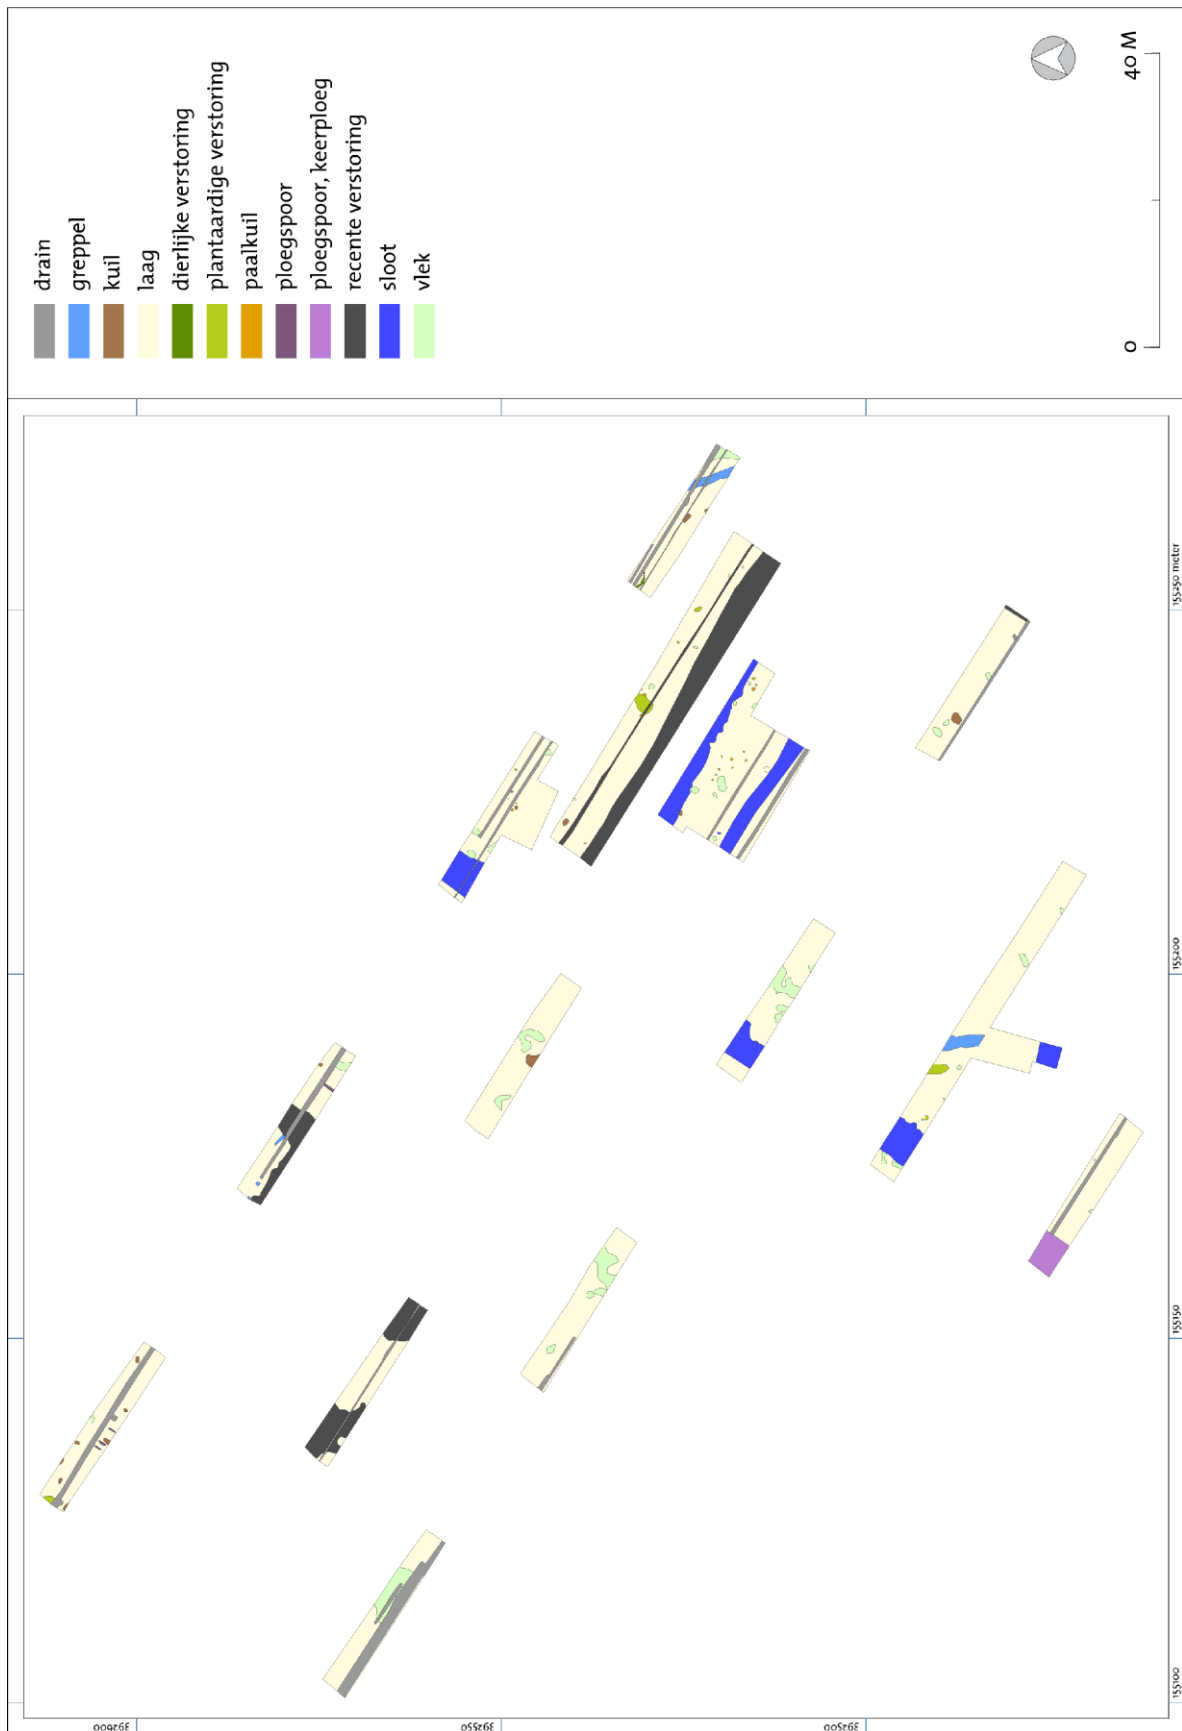 drain
greppel
kuil
laag
dierlijke verstoring
plantaardige verstoring
paalkuil
ploegspoor
ploegspoor, keerploeg
recente verstoring
sloot
vlek
0
40 M
155250 meter
155200
155150
155100
392600
392550
392500